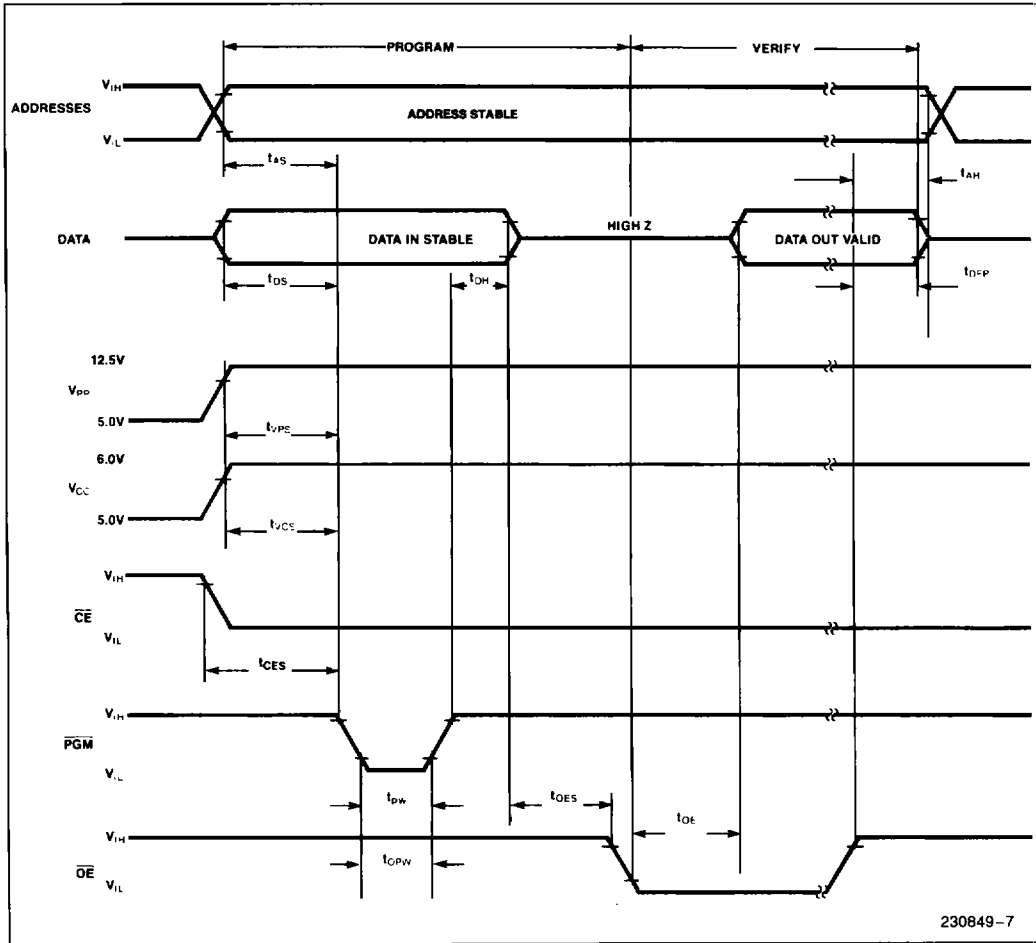 PROGRAM
VERIFY
ADDRESSES
VIH
VIL
ADDRESS STABLE
tAS
tAH
DATA
DATA IN STABLE
HIGH Z
DATA OUT VALID
tDS
tDH
tDFP
12.5V
VPP
5.0V
tVPS
6.0V
VCC
5.0V
tVCS
VIH
CE
VIL
tCES
VIH
PGM
VIL
tPW
tOES
tOE
VIH
OE
VIL
tOPW
230849-7